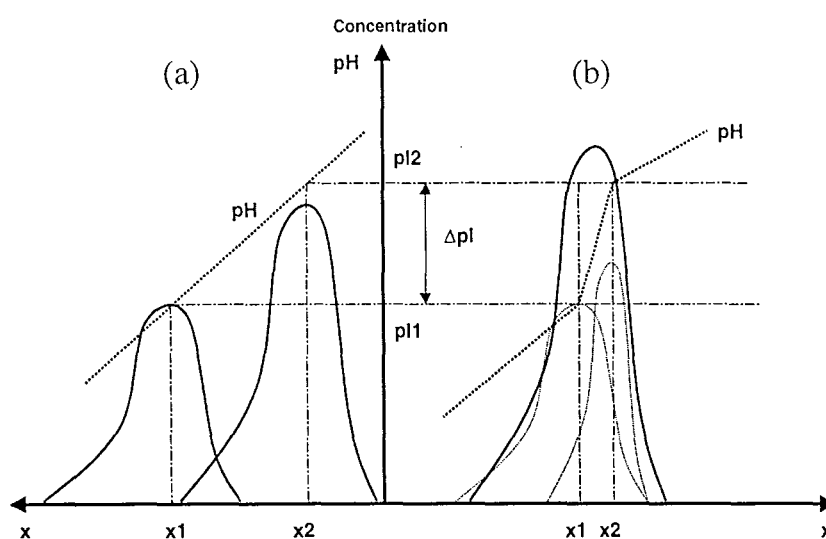 Concentration
(a)
pH
(b)
pH
pI2
pH
ΔpI
pI1
x
x1
x2
x1
x2
x